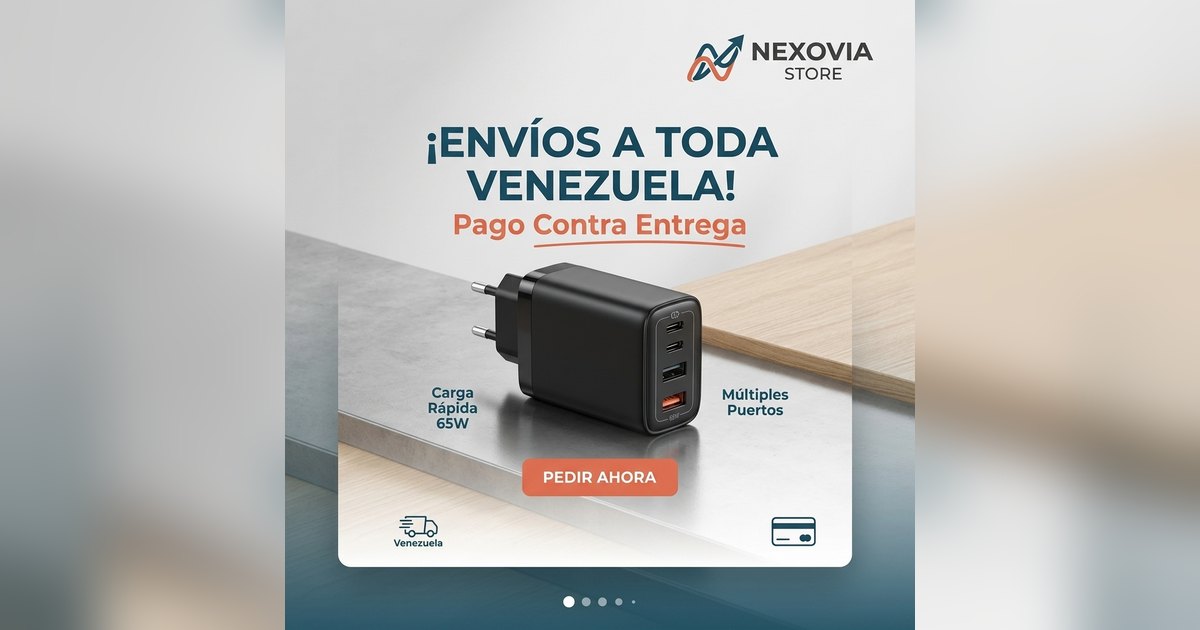 NEXOVIA
STORE
¡ENVÍOS A TODA
VENEZUELA!
Pago Contra Entrega
Carga
Rápida
65W
Múltiples
Puertos
PEDIR AHORA
Venezuela